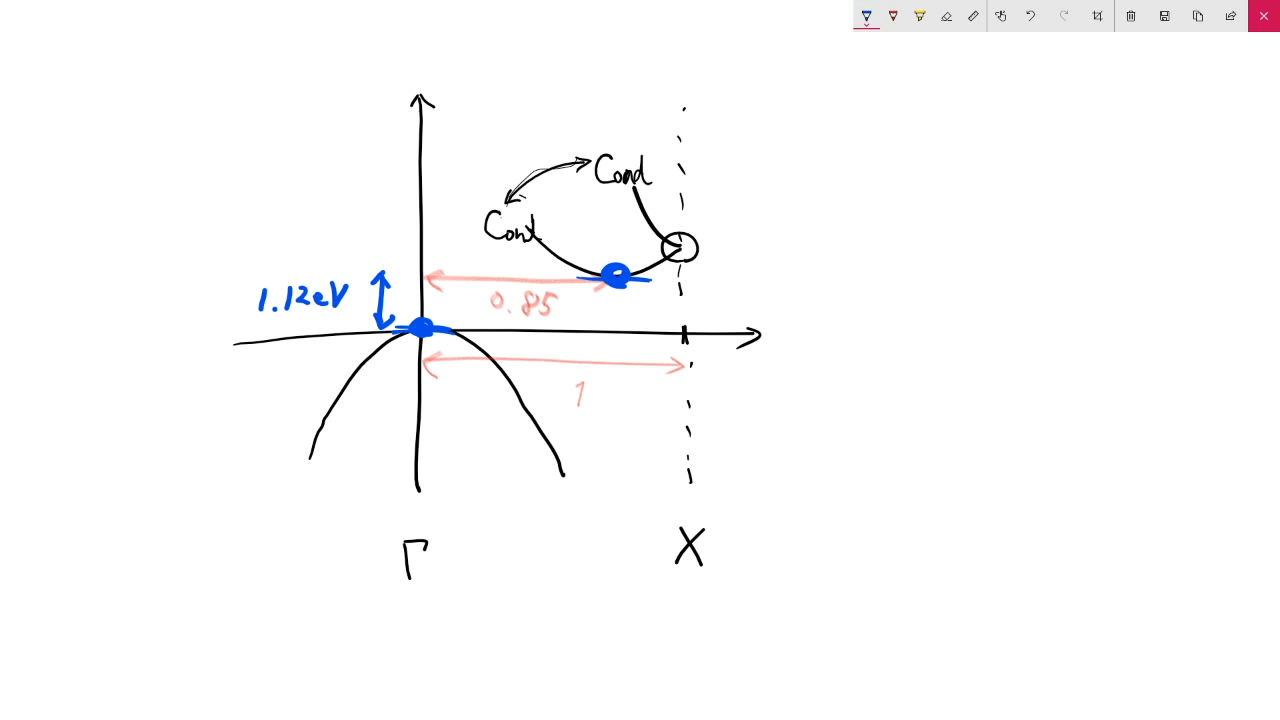 Cond
Cond
1.12eV
0.85
1
Γ
X